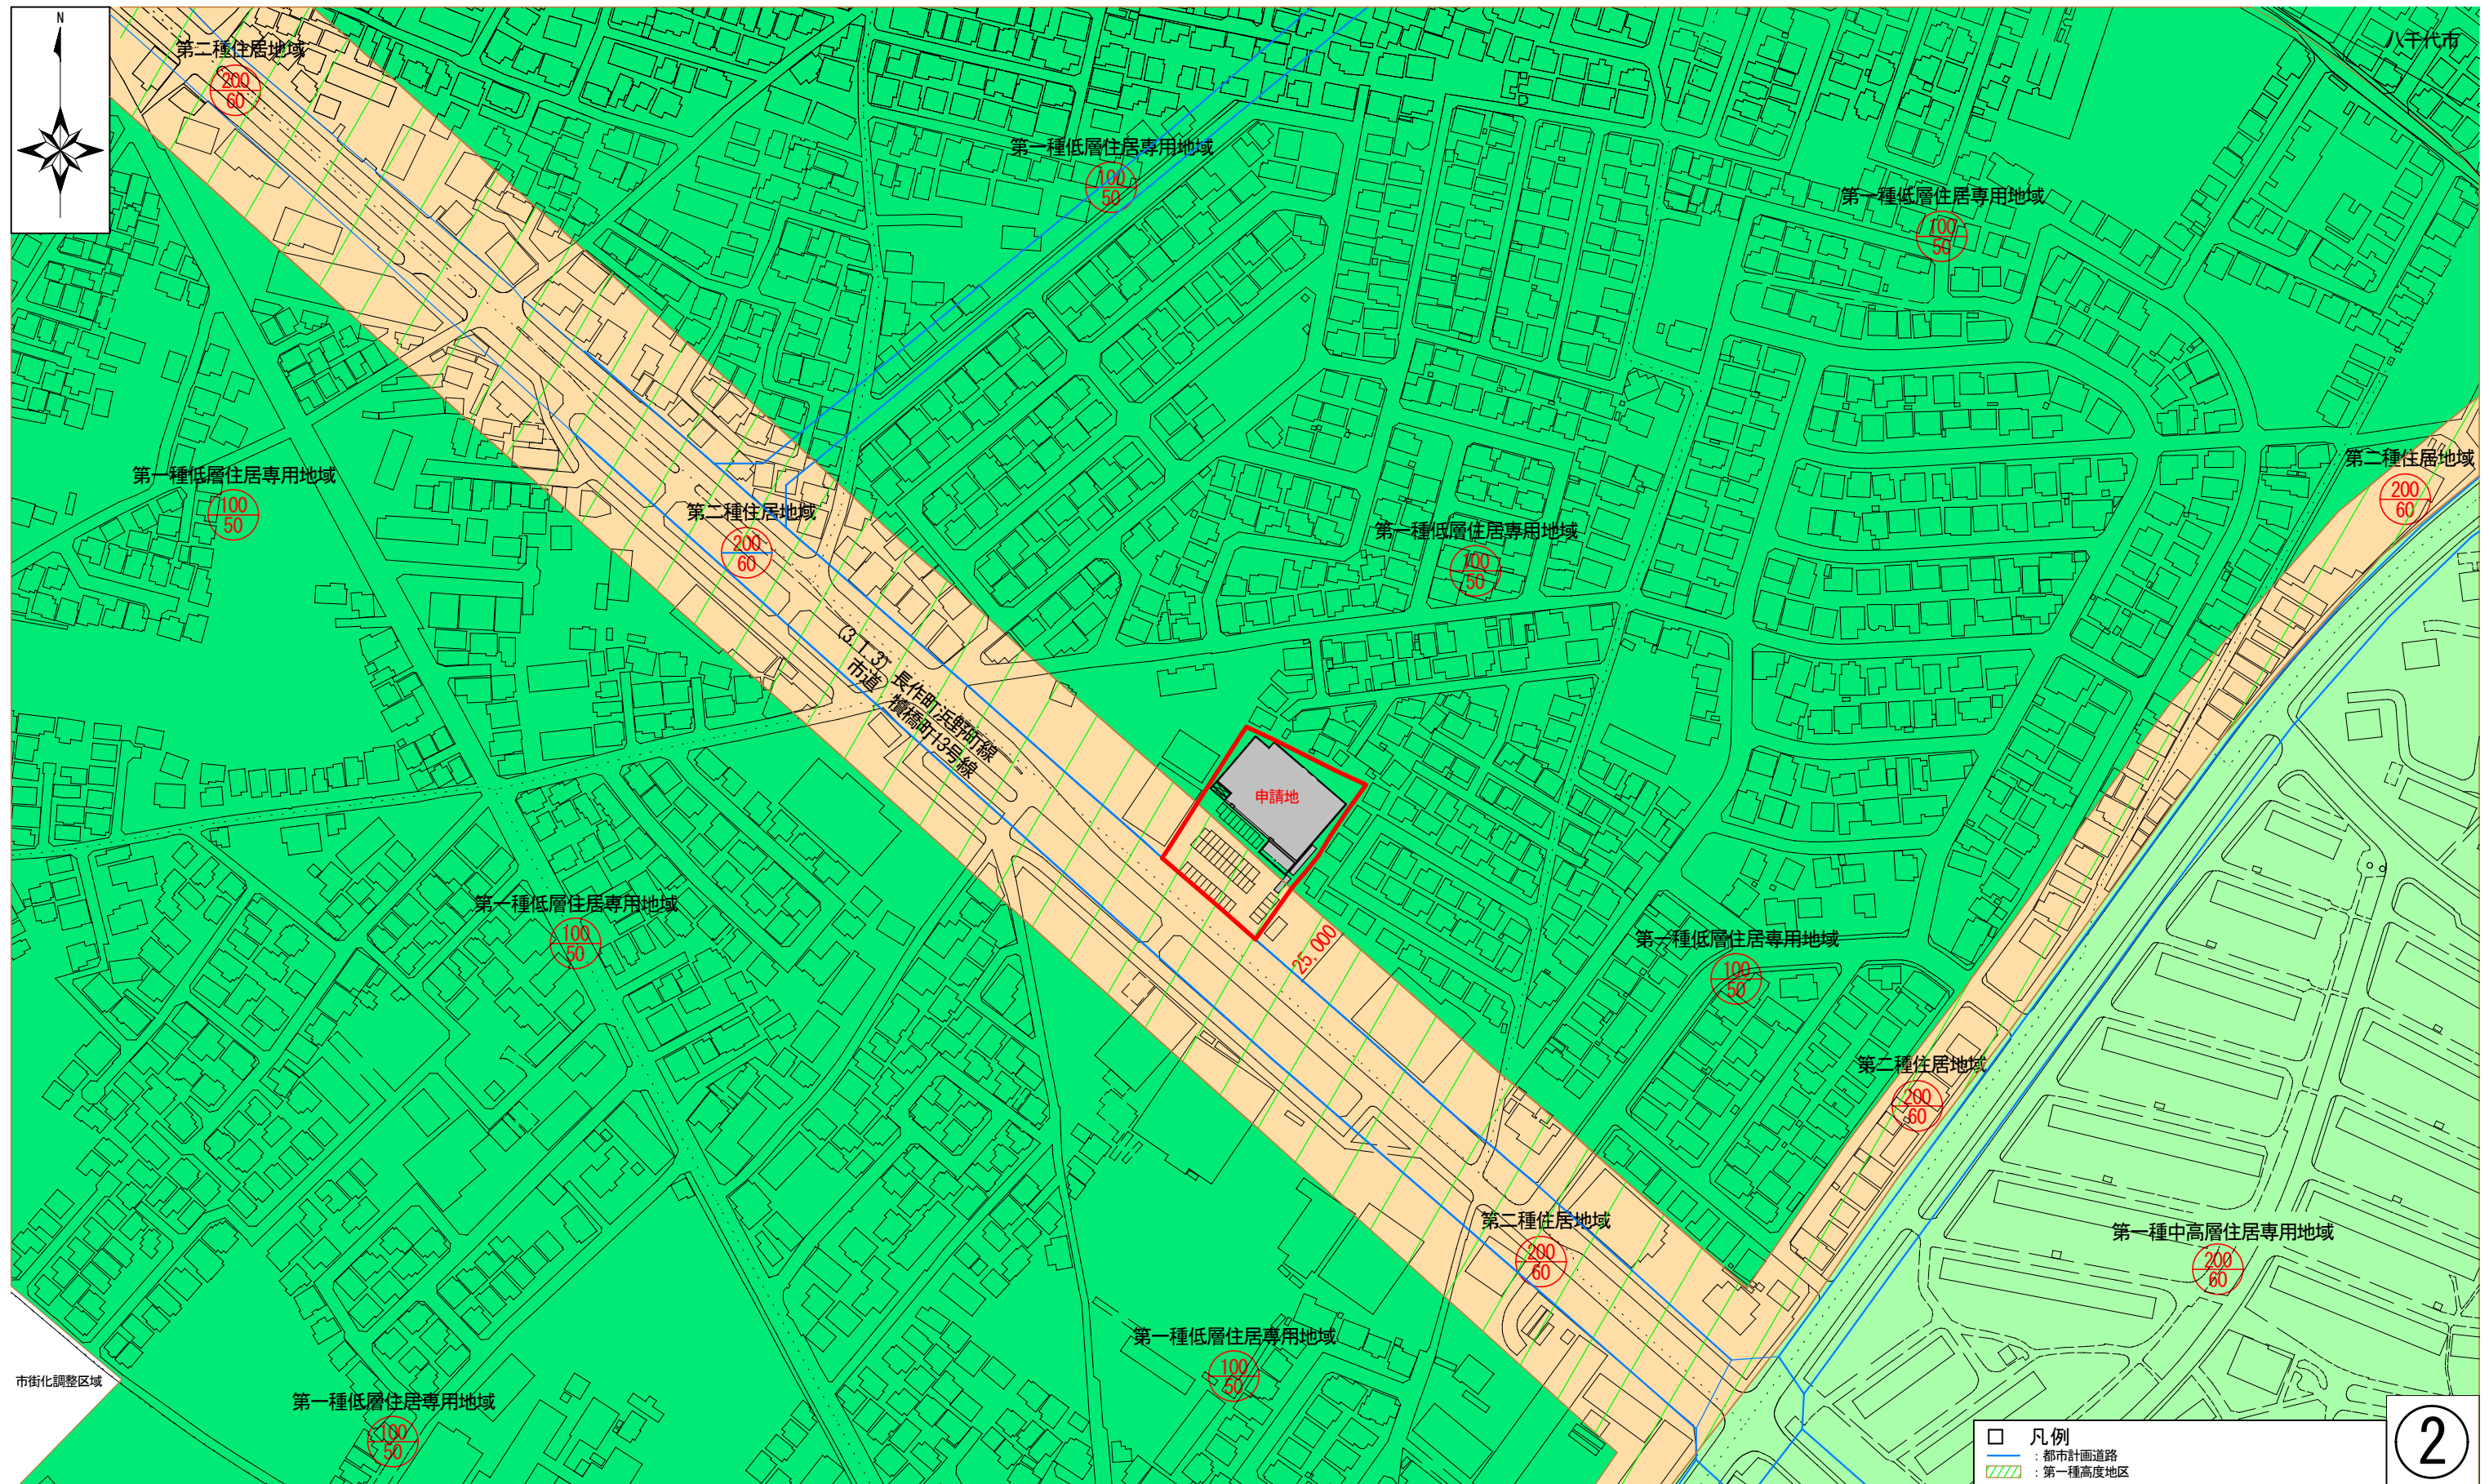 N
第二種住居地域
200
60
八千代市
第一種低層住居専用地域
100
50
第一種低層住居専用地域
100
50
第二種住居地域
200
60
第一種低層住居専用地域
100
50
第二種住居地域
200
60
第一種低層住居専用地域
100
50
(3.1.3) 長作町浜野町線
市道 犢橋町13号線
申請地
第一種低層住居専用地域
100
50
25,000
第一種低層住居専用地域
100
50
第二種住居地域
200
60
第二種住居地域
200
60
第一種中高層住居専用地域
200
60
第一種低層住居専用地域
100
50
市街化調整区域
第一種低層住居専用地域
100
50
凡例
：都市計画道路
：第一種高度地区
②